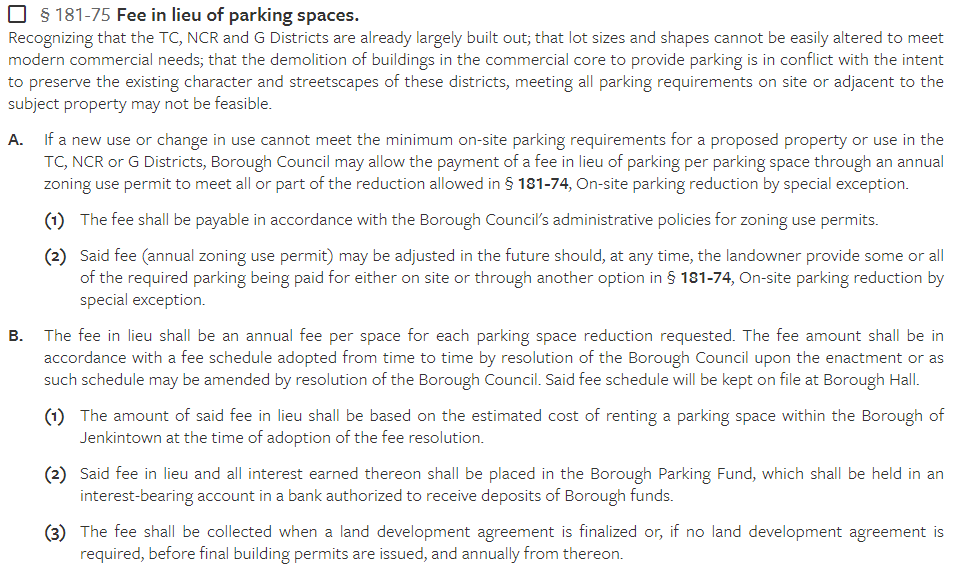 § 181-75 Fee in lieu of parking spaces.
Recognizing that the TC, NCR and G Districts are already largely built out; that lot sizes and shapes cannot be easily altered to meet
modern commercial needs; that the demolition of buildings in the commercial core to provide parking is in conflict with the intent
to preserve the existing character and streetscapes of these districts, meeting all parking requirements on site or adjacent to the
subject property may not be feasible.
A. If a new use or change in use cannot meet the minimum on-site parking requirements for a proposed property or use in the
TC, NCR or G Districts, Borough Council may allow the payment of a fee in lieu of parking per parking space through an annual
zoning use permit to meet all or part of the reduction allowed in § 181-74, On-site parking reduction by special exception.
(1) The fee shall be payable in accordance with the Borough Council's administrative policies for zoning use permits.
(2) Said fee (annual zoning use permit) may be adjusted in the future should, at any time, the landowner provide some or all
of the required parking being paid for either on site or through another option in § 181-74, On-site parking reduction by
special exception.
B. The fee in lieu shall be an annual fee per space for each parking space reduction requested. The fee amount shall be in
accordance with a fee schedule adopted from time to time by resolution of the Borough Council upon the enactment or as
such schedule may be amended by resolution of the Borough Council. Said fee schedule will be kept on file at Borough Hall.
(1) The amount of said fee in lieu shall be based on the estimated cost of renting a parking space within the Borough of
Jenkintown at the time of adoption of the fee resolution.
(2) Said fee in lieu and all interest earned thereon shall be placed in the Borough Parking Fund, which shall be held in an
interest-bearing account in a bank authorized to receive deposits of Borough funds.
(3) The fee shall be collected when a land development agreement is finalized or, if no land development agreement is
required, before final building permits are issued, and annually from thereon.